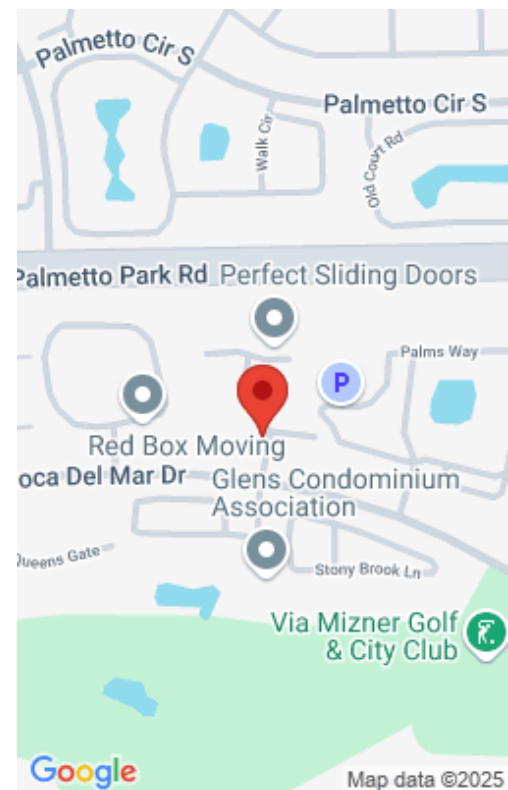 Palmetto Cir S
Palmetto Cir S
Walk Cir
Old Court Rd
Palmetto Park Rd
Perfect Sliding Doors
Palms Way
P
Red Box Moving
oca Del Mar Dr
Glens Condominium
Association
Queens Gate
Stony Brook Ln
Via Mizner Golf
& City Club
Google
Map data ©2025